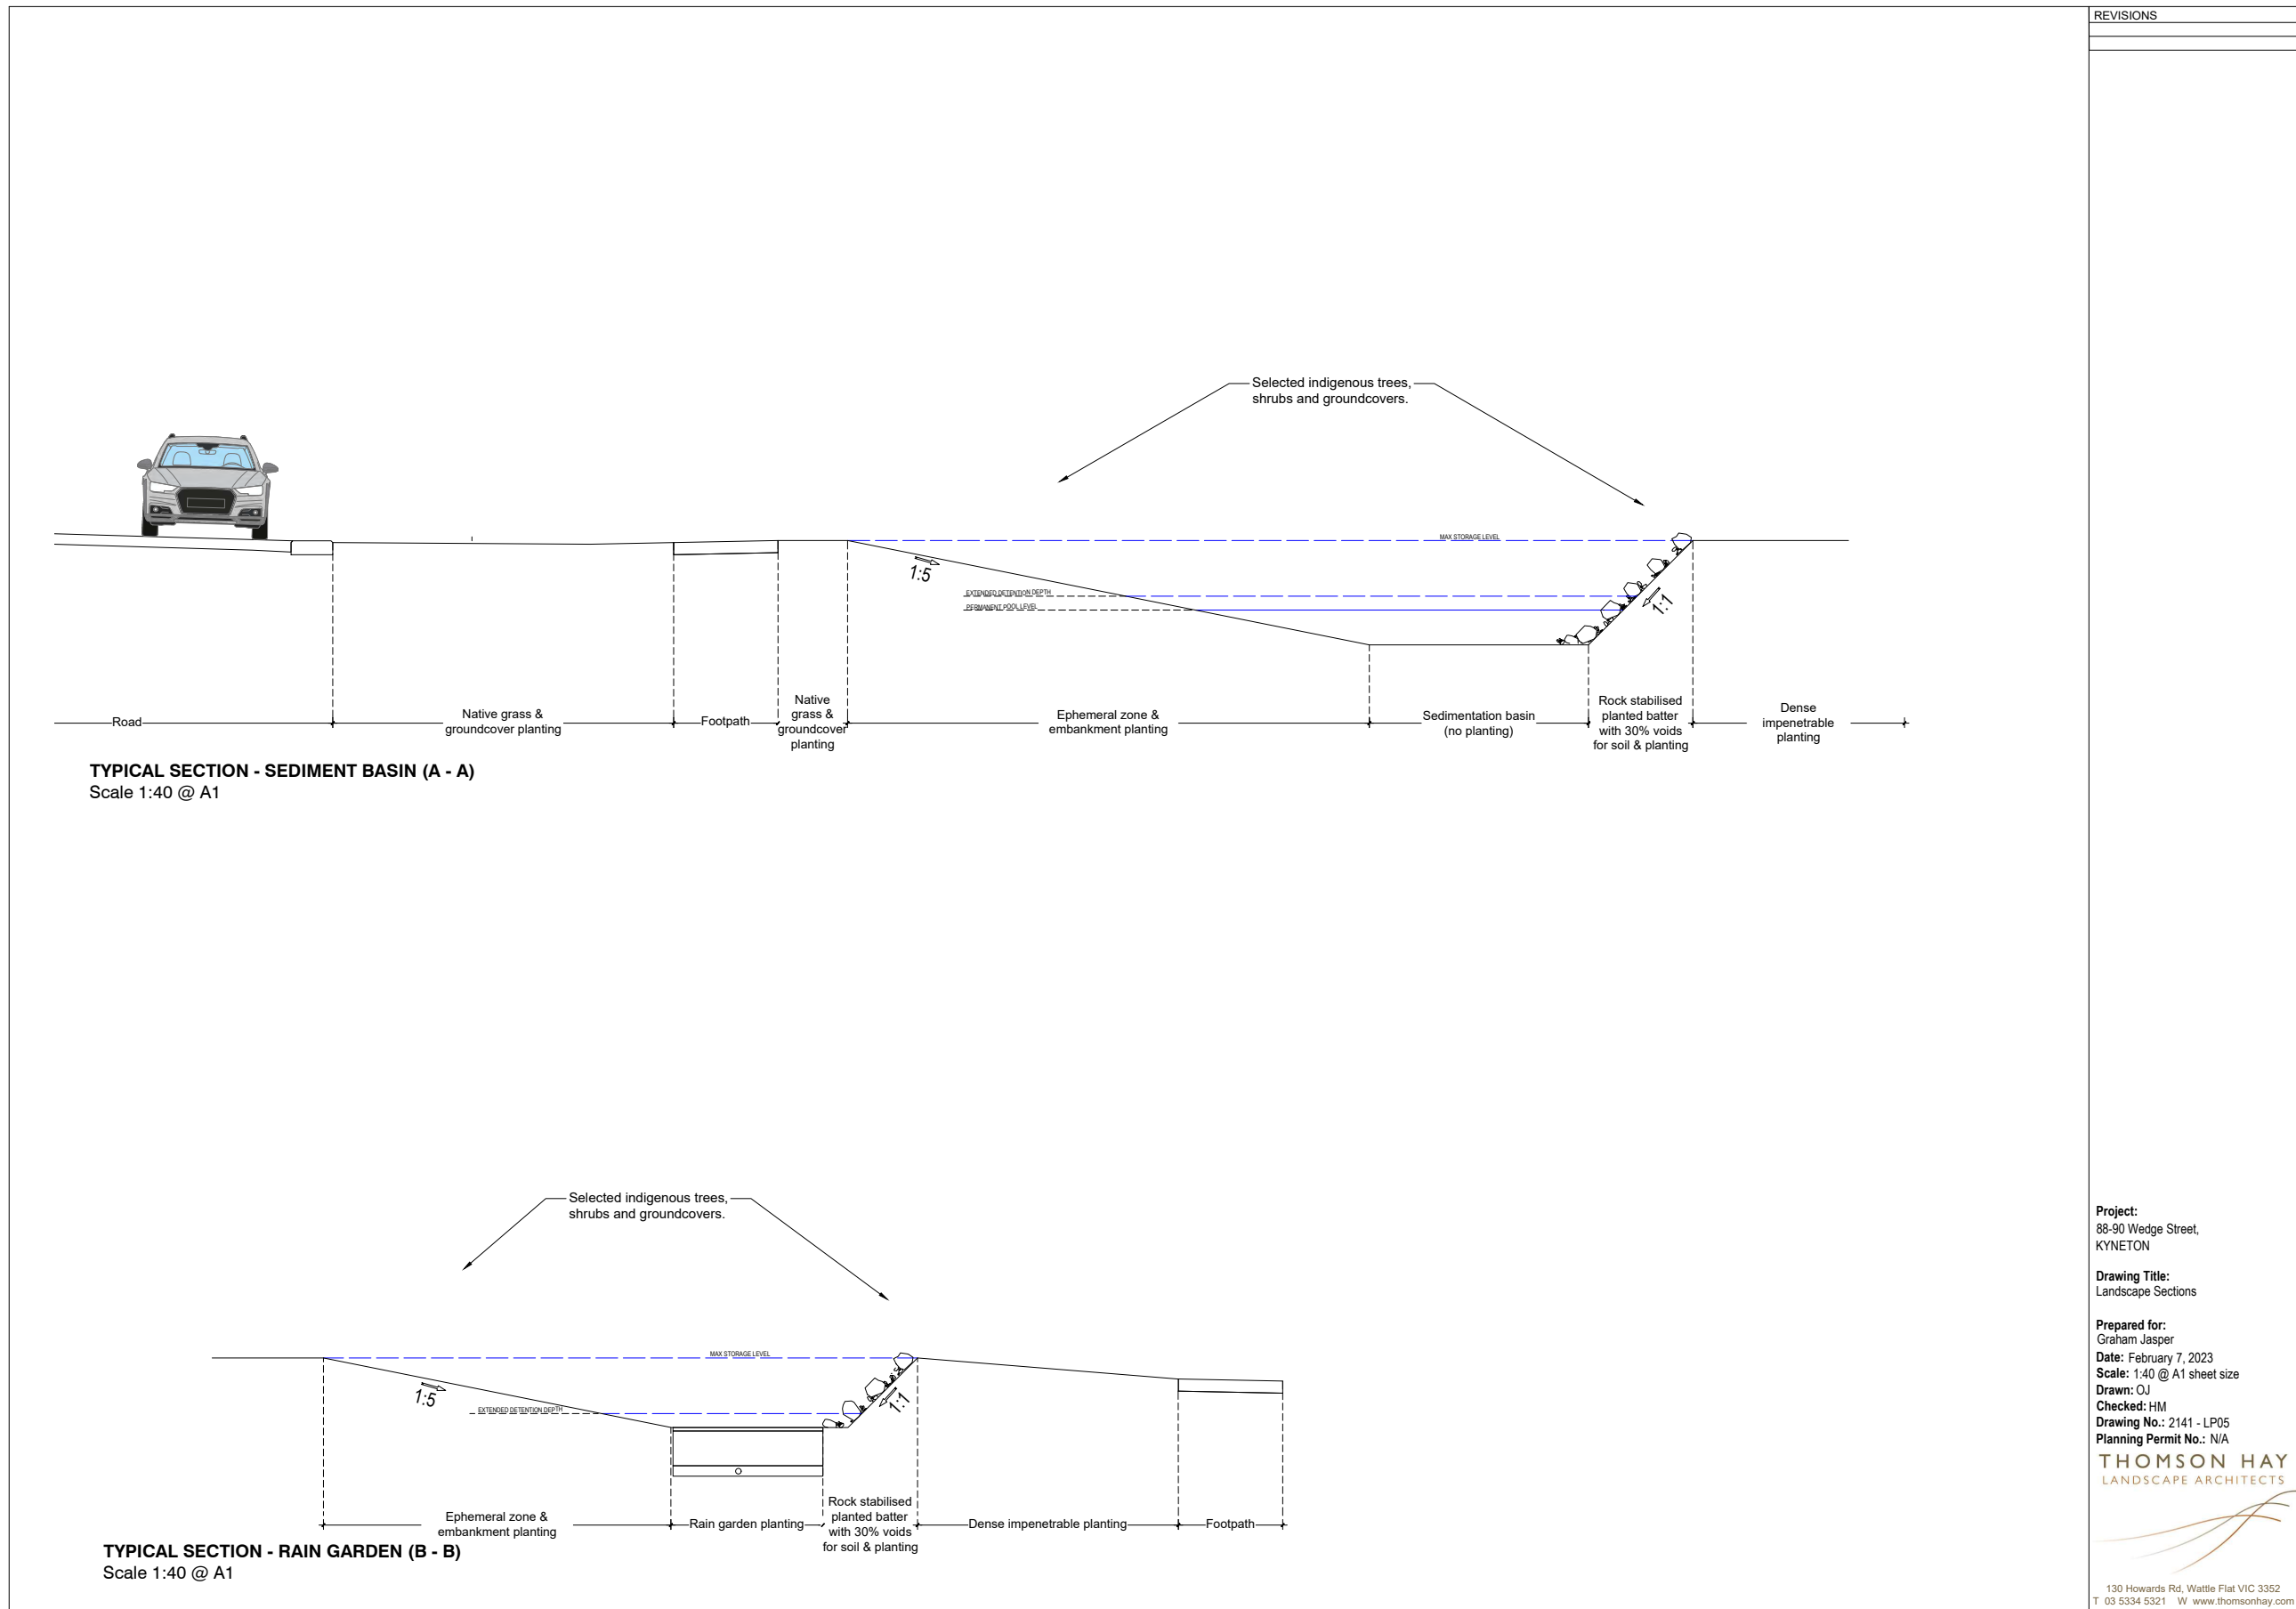 REVISIONS
Selected indigenous trees,
shrubs and groundcovers.
MAX STORAGE LEVEL
1:5
EXTENDED DETENTION DEPTH
PERMANENT POOL LEVEL
1:1
Road
Native grass &
groundcover planting
Footpath
Native
grass &
groundcover
planting
Ephemeral zone &
embankment planting
Sedimentation basin
(no planting)
Rock stabilised
planted batter
with 30% voids
for soil & planting
Dense
impenetrable
planting
TYPICAL SECTION - SEDIMENT BASIN (A - A)
Scale 1:40 @ A1
Selected indigenous trees,
shrubs and groundcovers.
MAX STORAGE LEVEL
1:5
1:1
EXTENDED DETENTION DEPTH
Ephemeral zone &
embankment planting
Rain garden planting
Rock stabilised
planted batter
with 30% voids
for soil & planting
Dense impenetrable planting
Footpath
TYPICAL SECTION - RAIN GARDEN (B - B)
Scale 1:40 @ A1
Project:
88-90 Wedge Street,
KYNETON
Drawing Title:
Landscape Sections
Prepared for:
Graham Jasper
Date: February 7, 2023
Scale: 1:40 @ A1 sheet size
Drawn: OJ
Checked: HM
Drawing No.: 2141 - LP05
Planning Permit No.: N/A
THOMSON HAY
LANDSCAPE ARCHITECTS
130 Howards Rd, Wattle Flat VIC 3352
T 03 5334 5321 W www.thomsonhay.com